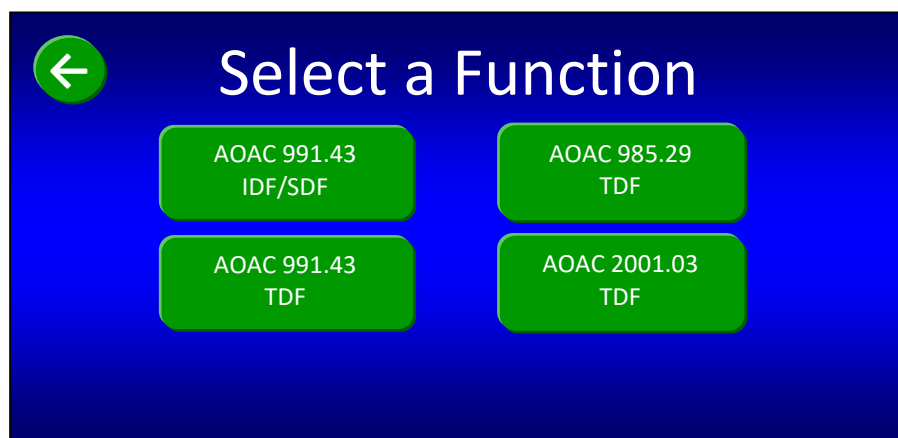 Select a Function
AOAC 991.43
IDF/SDF
AOAC 985.29
TDF
AOAC 991.43
TDF
AOAC 2001.03
TDF